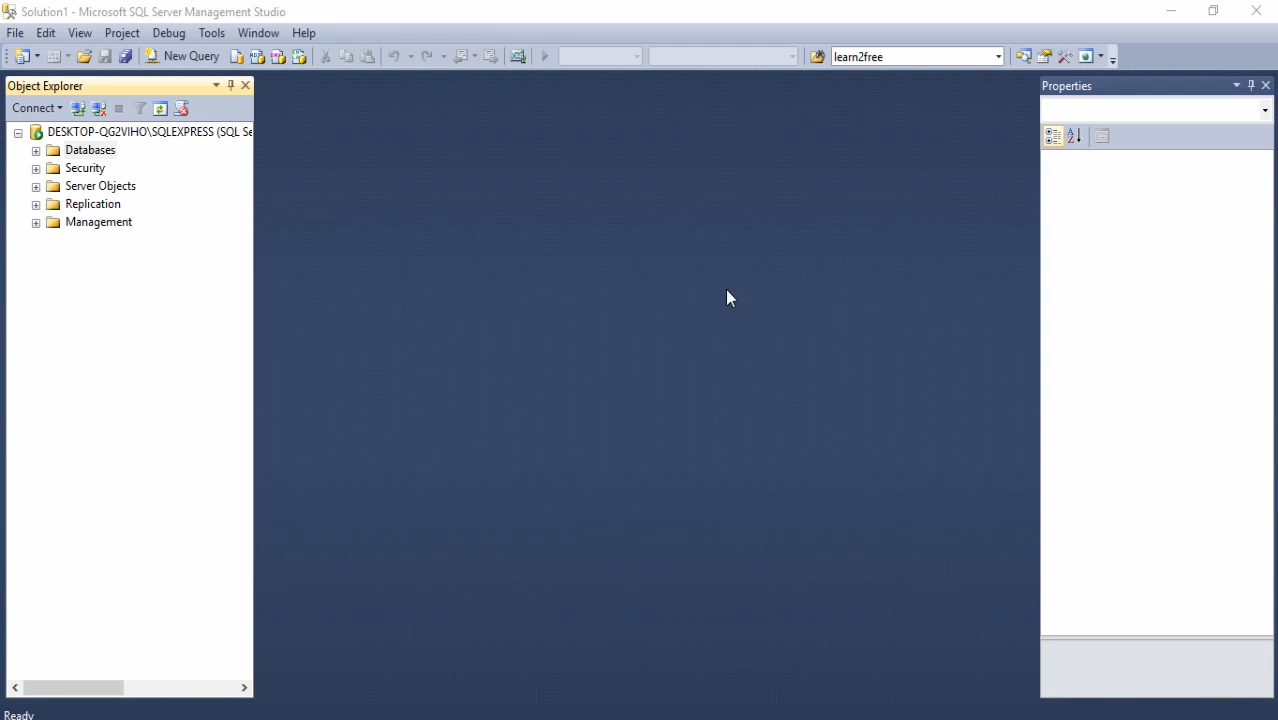 Solution1 - Microsoft SQL Server Management Studio
File Edit View Project Debug Tools Window Help
New Query learn2free
Object Explorer
Connect
DESKTOP-QG2VIHO\SQLEXPRESS (SQL Se
Databases
Security
Server Objects
Replication
Management
Properties
Ready